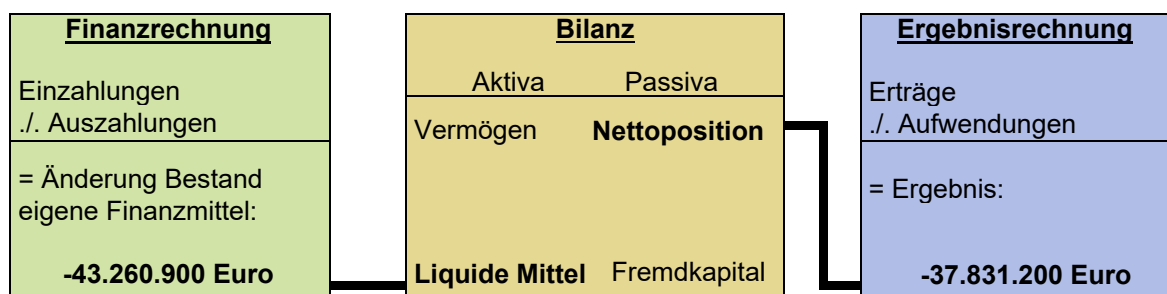 Finanzrechnung
Einzahlungen
./. Auszahlungen
= Änderung Bestand
eigene Finanzmittel:
-43.260.900 Euro
Bilanz
Aktiva Passiva
Vermögen Nettoposition
Liquide Mittel Fremdkapital
Ergebnisrechnung
Erträge
./. Aufwendungen
= Ergebnis:
-37.831.200 Euro